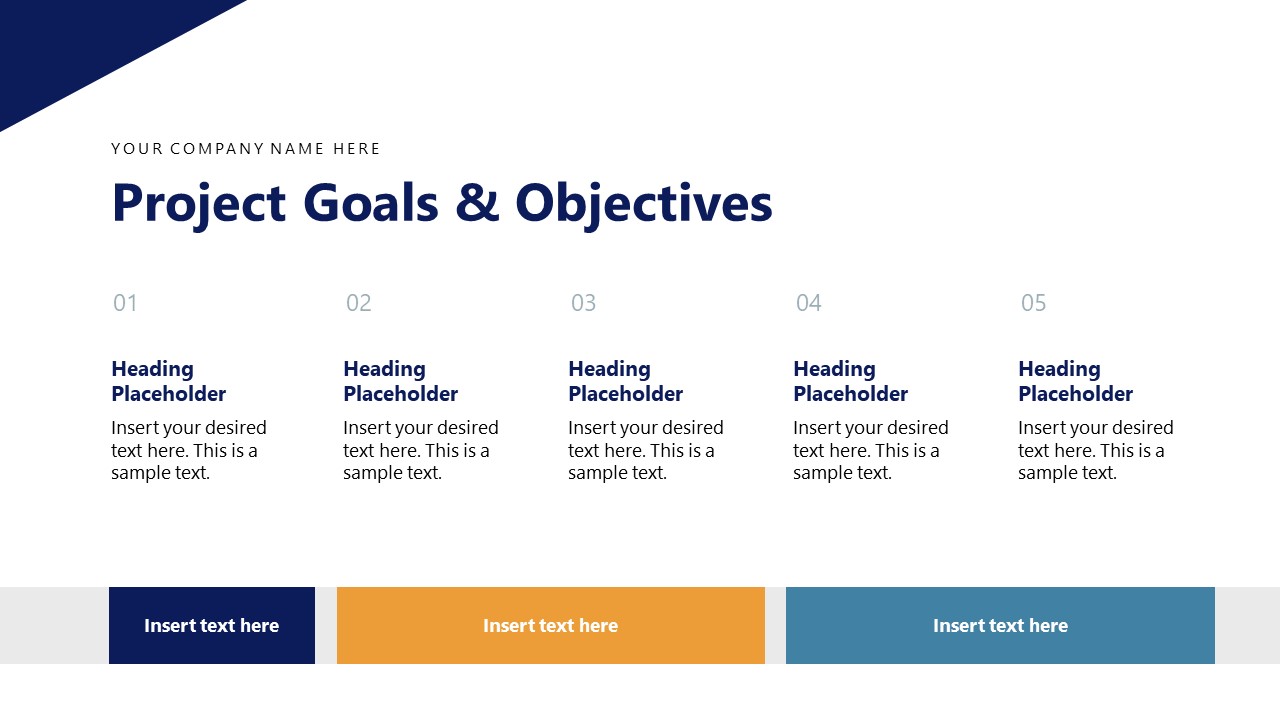 YOUR COMPANY NAME HERE
Project Goals & Objectives
01
Heading
Placeholder
Insert your desired
text here. This is a
sample text.
02
Heading
Placeholder
Insert your desired
text here. This is a
sample text.
03
Heading
Placeholder
Insert your desired
text here. This is a
sample text.
04
Heading
Placeholder
Insert your desired
text here. This is a
sample text.
05
Heading
Placeholder
Insert your desired
text here. This is a
sample text.
Insert text here
Insert text here
Insert text here